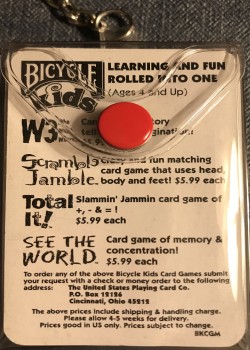 BICYCLE
kids
LEARNING AND FUN
ROLLED INTO ONE
(Ages 4 and Up)
W3
Scramble Crazy and fun matching
card game that uses head,
Jamble. body and feet! $5.99 each
Total Slammin' Jammin card game of
It! +, - & = !
$5.99 each
SEE THE Card game of memory &
concentration!
WORLD. $5.99 each
To order any of the above Bicycle Kids Card Games submit
your request with a check or money order to the following
address: The United States Playing Card Co.
P.O. Box 12126
Cincinnati, Ohio 45212
The above prices include shipping & handling charge.
Please allow 4-5 weeks for delivery.
Prices good in US only. Prices subject to change.
BKCGM